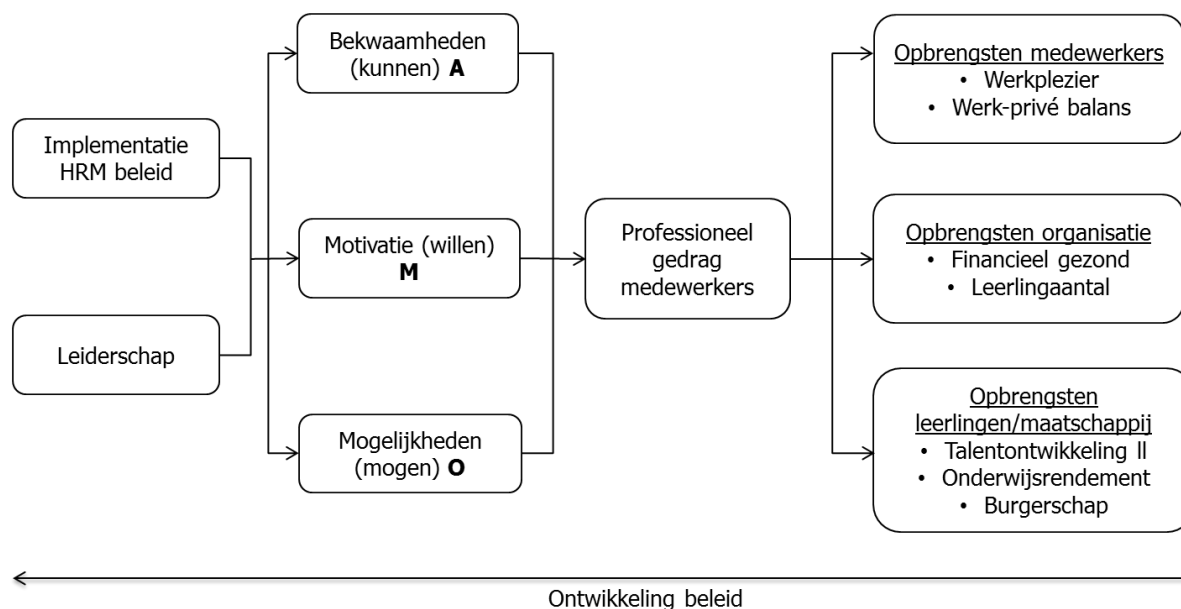 Implementatie
HRM beleid
Leiderschap
Bekwaamheden
(kunnen) A
Motivatie (willen)
M
Mogelijkheden
(mogen) O
Professioneel
gedrag
medewerkers
Opbrengsten medewerkers
• Werkplezier
• Werk-privé balans
Opbrengsten organisatie
• Financieel gezond
• Leerlingaantal
Opbrengsten
leerlingen/maatschappij
• Talentontwikkeling ll
• Onderwijsrendement
• Burgerschap
Ontwikkeling beleid